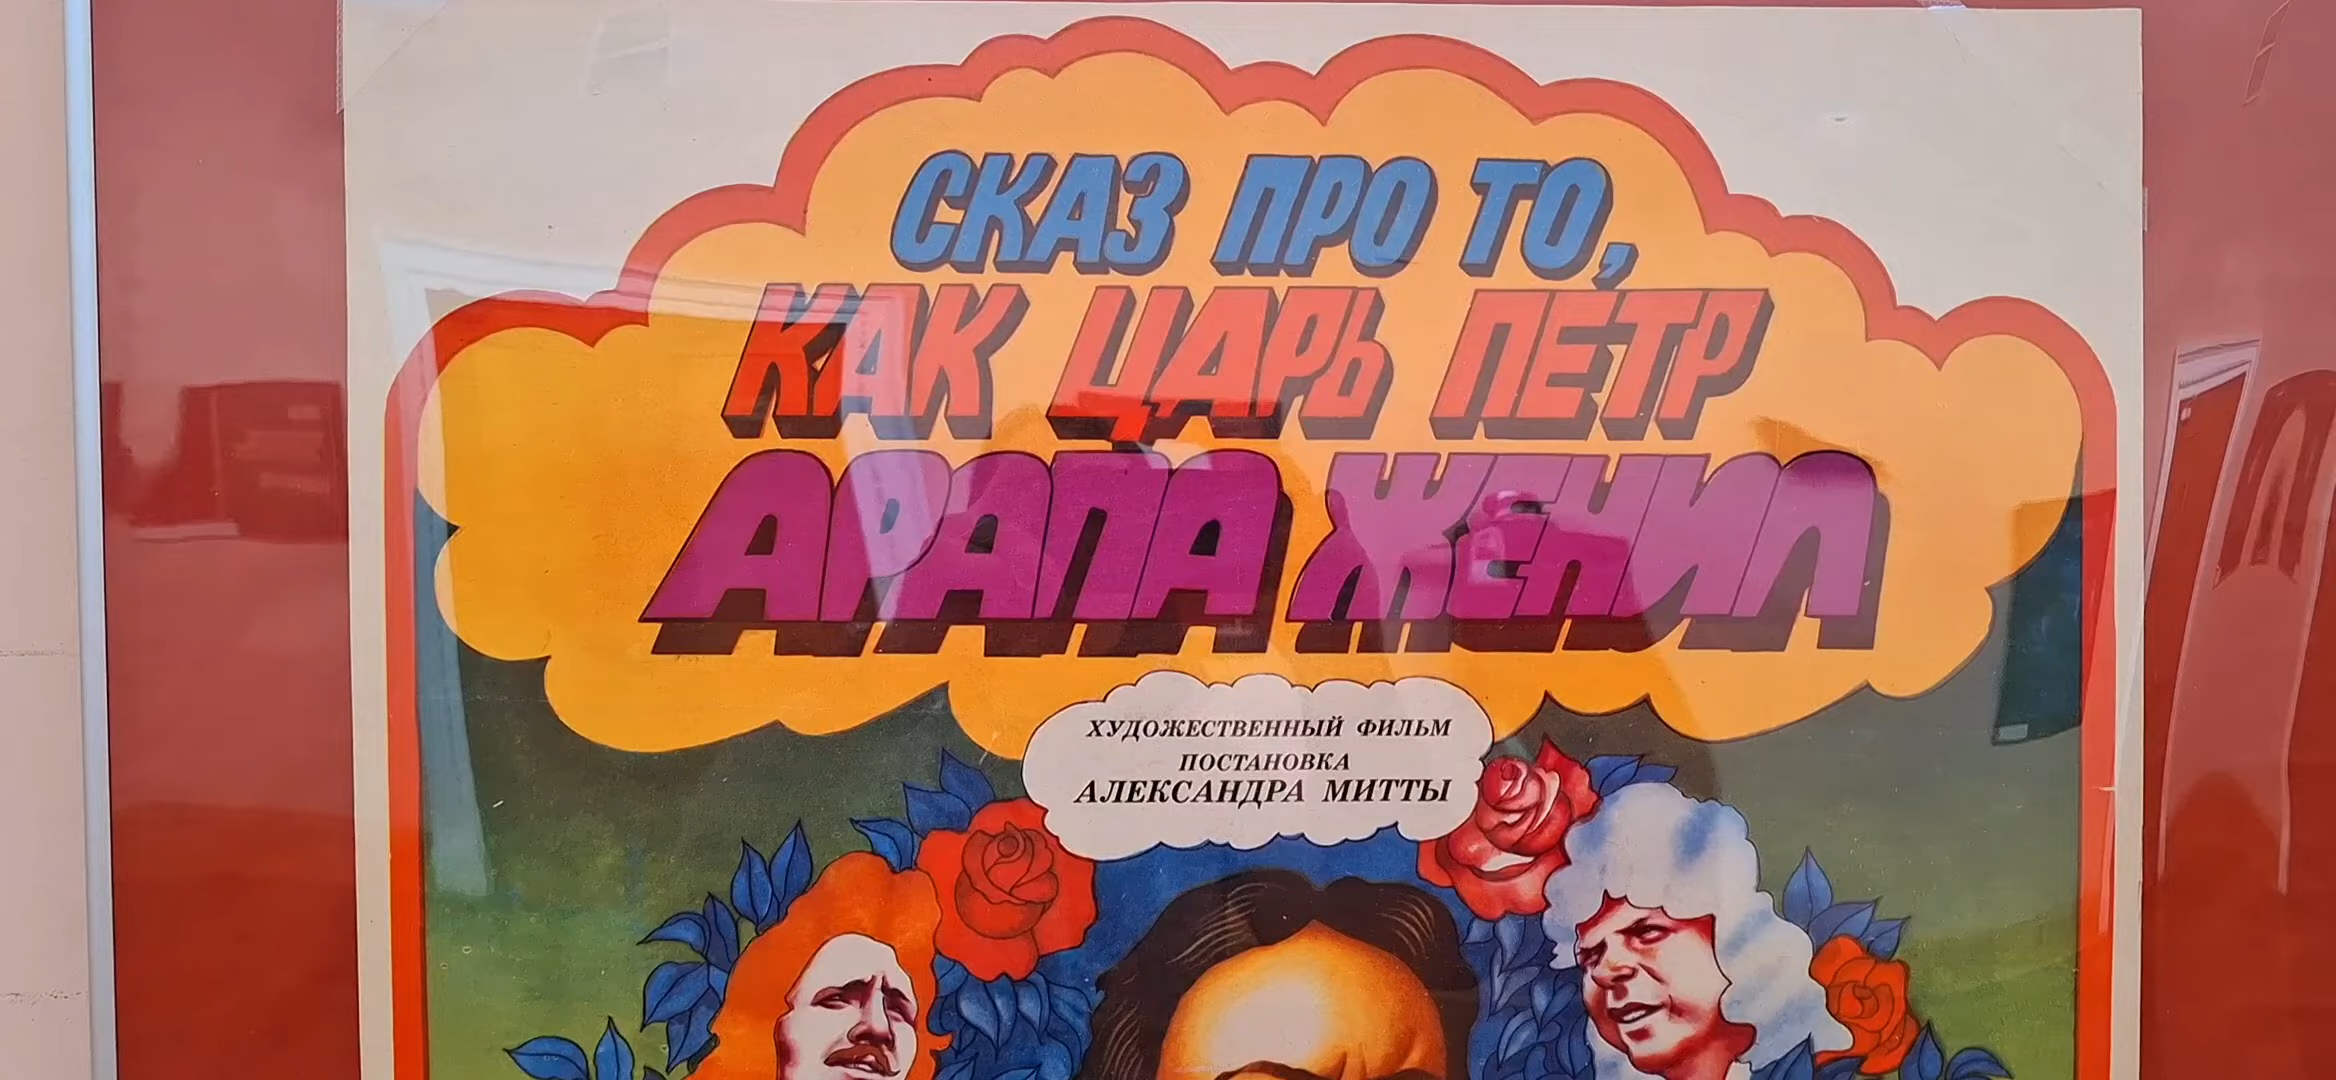 СКАЗ ПРО ТО,
КАК ЦАРЬ ПЁТР
АРАПА ЖЕНИЛ
ХУДОЖЕСТВЕННЫЙ ФИЛЬМ
ПОСТАНОВКА
АЛЕКСАНДРА МИТТЫ